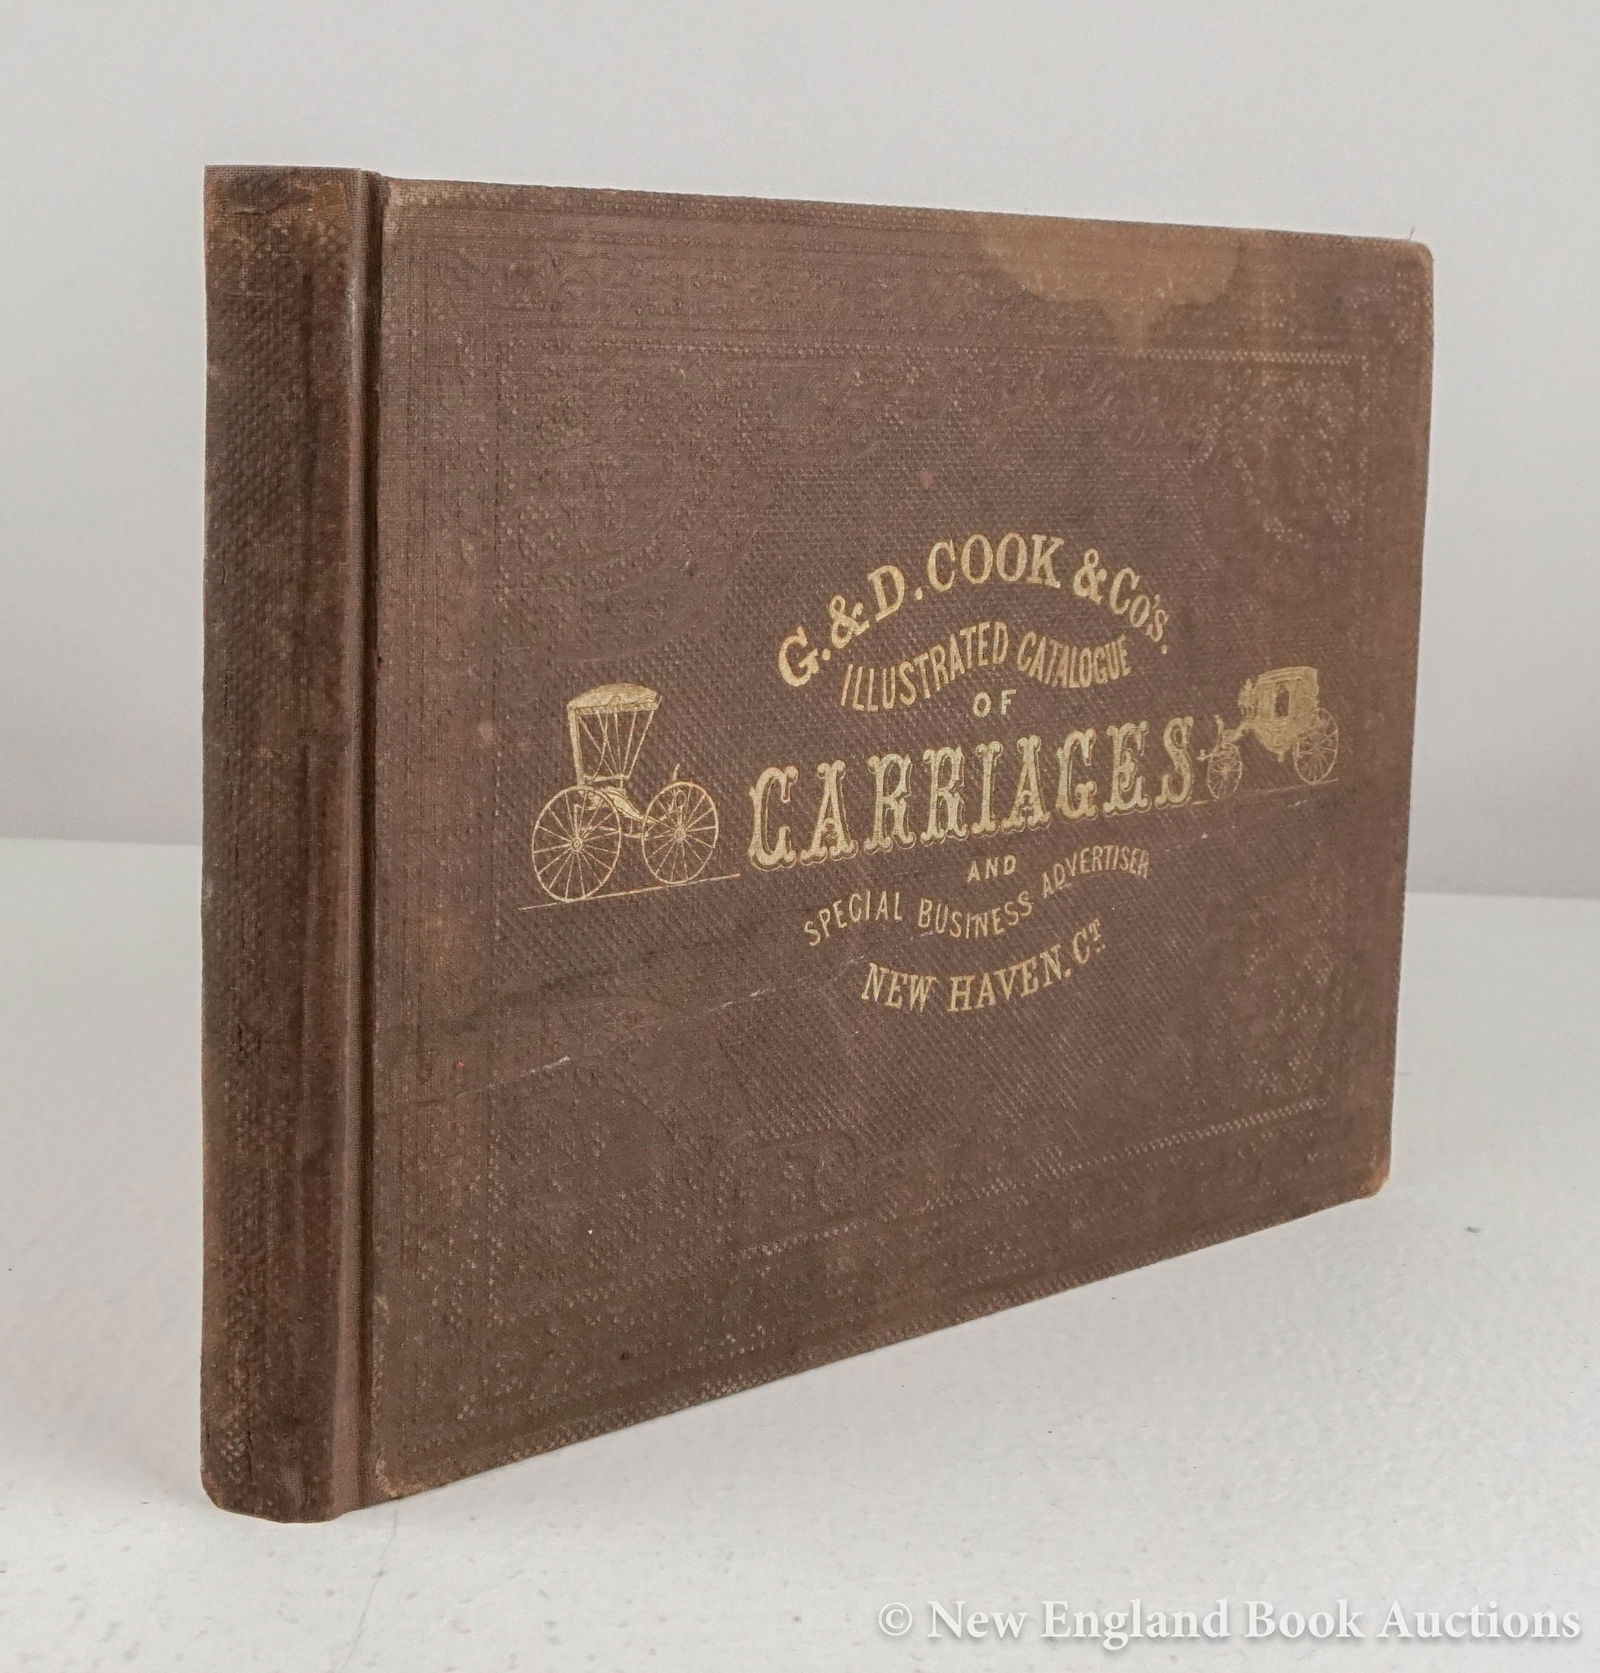 G. & D. COOK & Co's.
ILLUSTRATED CATALOGUE
OF
CARRIAGES
AND
SPECIAL BUSINESS ADVERTISER
NEW HAVEN. CT
© New England Book Auctions